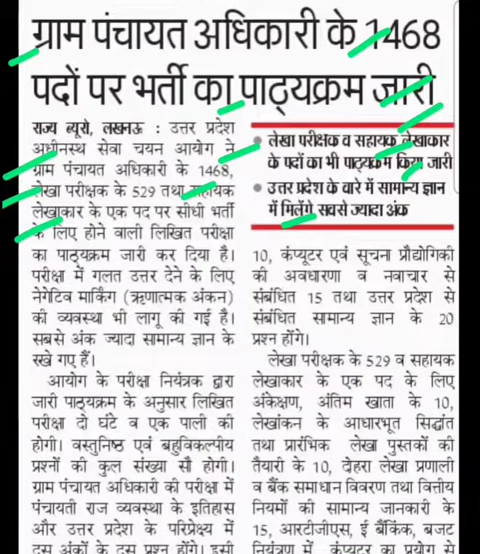 ग्राम पंचायत अधिकारी के 1468
पदों पर भर्ती का पाठ्यक्रम जारी
राज्य ब्यूरो, लखनऊ : उत्तर प्रदेश
अधीनस्थ सेवा चयन आयोग ने
ग्राम पंचायत अधिकारी के 1468,
लेखा परीक्षक के 529 तथा सहायक
लेखाकार के एक पद पर सीधी भर्ती
के लिए होने वाली लिखित परीक्षा
का पाठ्यक्रम जारी कर दिया है।
परीक्षा में गलत उत्तर देने के लिए
नेगेटिव मार्किंग (ऋणात्मक अंकन)
की व्यवस्था भी लागू की गई है।
सबसे अंक ज्यादा सामान्य ज्ञान के
रखे गए हैं।
आयोग के परीक्षा नियंत्रक द्वारा
जारी पाठ्यक्रम के अनुसार लिखित
परीक्षा दो घंटे व एक पाली की
होगी। वस्तुनिष्ठ एवं बहुविकल्पीय
प्रश्नों की कुल संख्या सौ होगी।
ग्राम पंचायत अधिकारी की परीक्षा में
पंचायती राज व्यवस्था के इतिहास
और उत्तर प्रदेश के परिप्रेक्ष्य में
दस अंकों के दस प्रश्न होंगे। इसी
लेखा परीक्षक व सहायक लेखाकार
के पदों का भी पाठ्यक्रम किया जारी
उत्तर प्रदेश के बारे में सामान्य ज्ञान
में मिलेंगे सबसे ज्यादा अंक
10, कंप्यूटर एवं सूचना प्रौद्योगिकी
की अवधारणा व नवाचार से
संबंधित 15 तथा उत्तर प्रदेश से
संबंधित सामान्य ज्ञान के 20
प्रश्न होंगे।
लेखा परीक्षक के 529 व सहायक
लेखाकार के एक पद के लिए
अंकेक्षण, अंतिम खाता के 10,
लेखांकन के आधारभूत सिद्धांत
तथा प्रारंभिक लेखा पुस्तकों की
तैयारी के 10, दोहरा लेखा प्रणाली
व बैंक समाधान विवरण तथा वित्तीय
नियमों की सामान्य जानकारी के
15, आरटीजीएस, ई बैंकिंग, बजट
नियंत्रण में कंप्यूटर का प्रयोग से